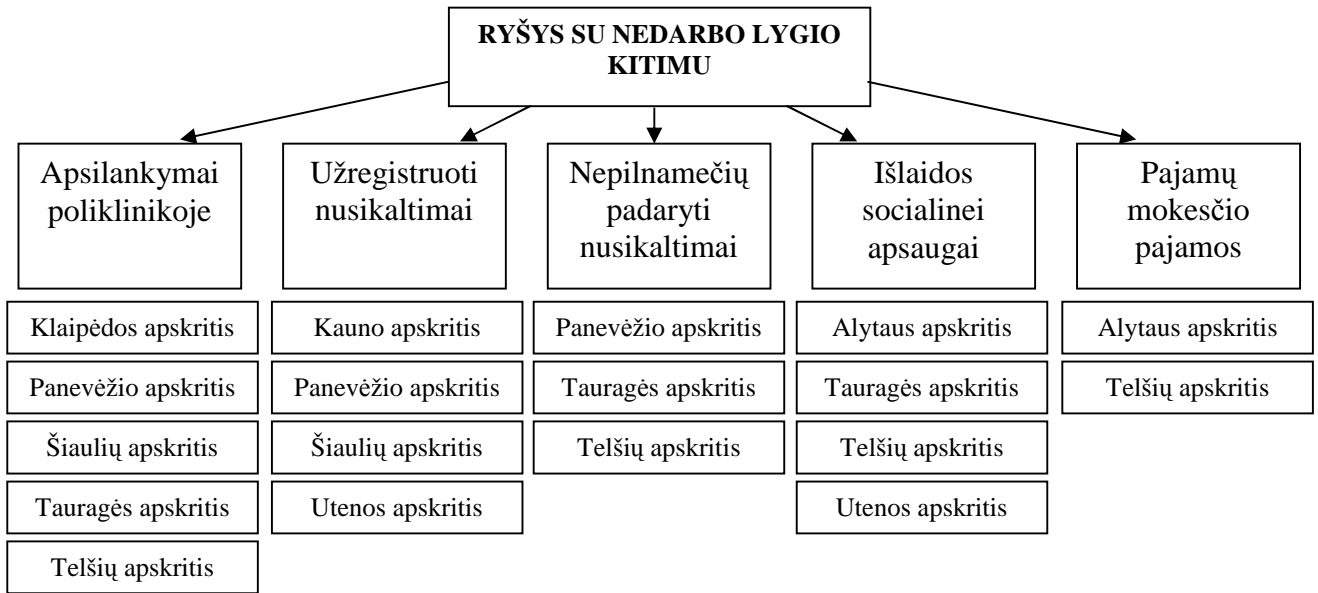 RYŠYS SU NEDARBO LYGIO
KITIMU
Apsilankymai
poliklinikoje
Klaipėdos apskritis
Panevėžio apskritis
Šiaulių apskritis
Tauragės apskritis
Telšių apskritis
Užregistruoti
nusikaltimai
Kauno apskritis
Panevėžio apskritis
Šiaulių apskritis
Utenos apskritis
Nepilnamečių
padaryti
nusikaltimai
Panevėžio apskritis
Tauragės apskritis
Telšių apskritis
Išlaidos
socialinei
apsaugai
Alytaus apskritis
Tauragės apskritis
Telšių apskritis
Utenos apskritis
Pajamų
mokesčio
pajamos
Alytaus apskritis
Telšių apskritis